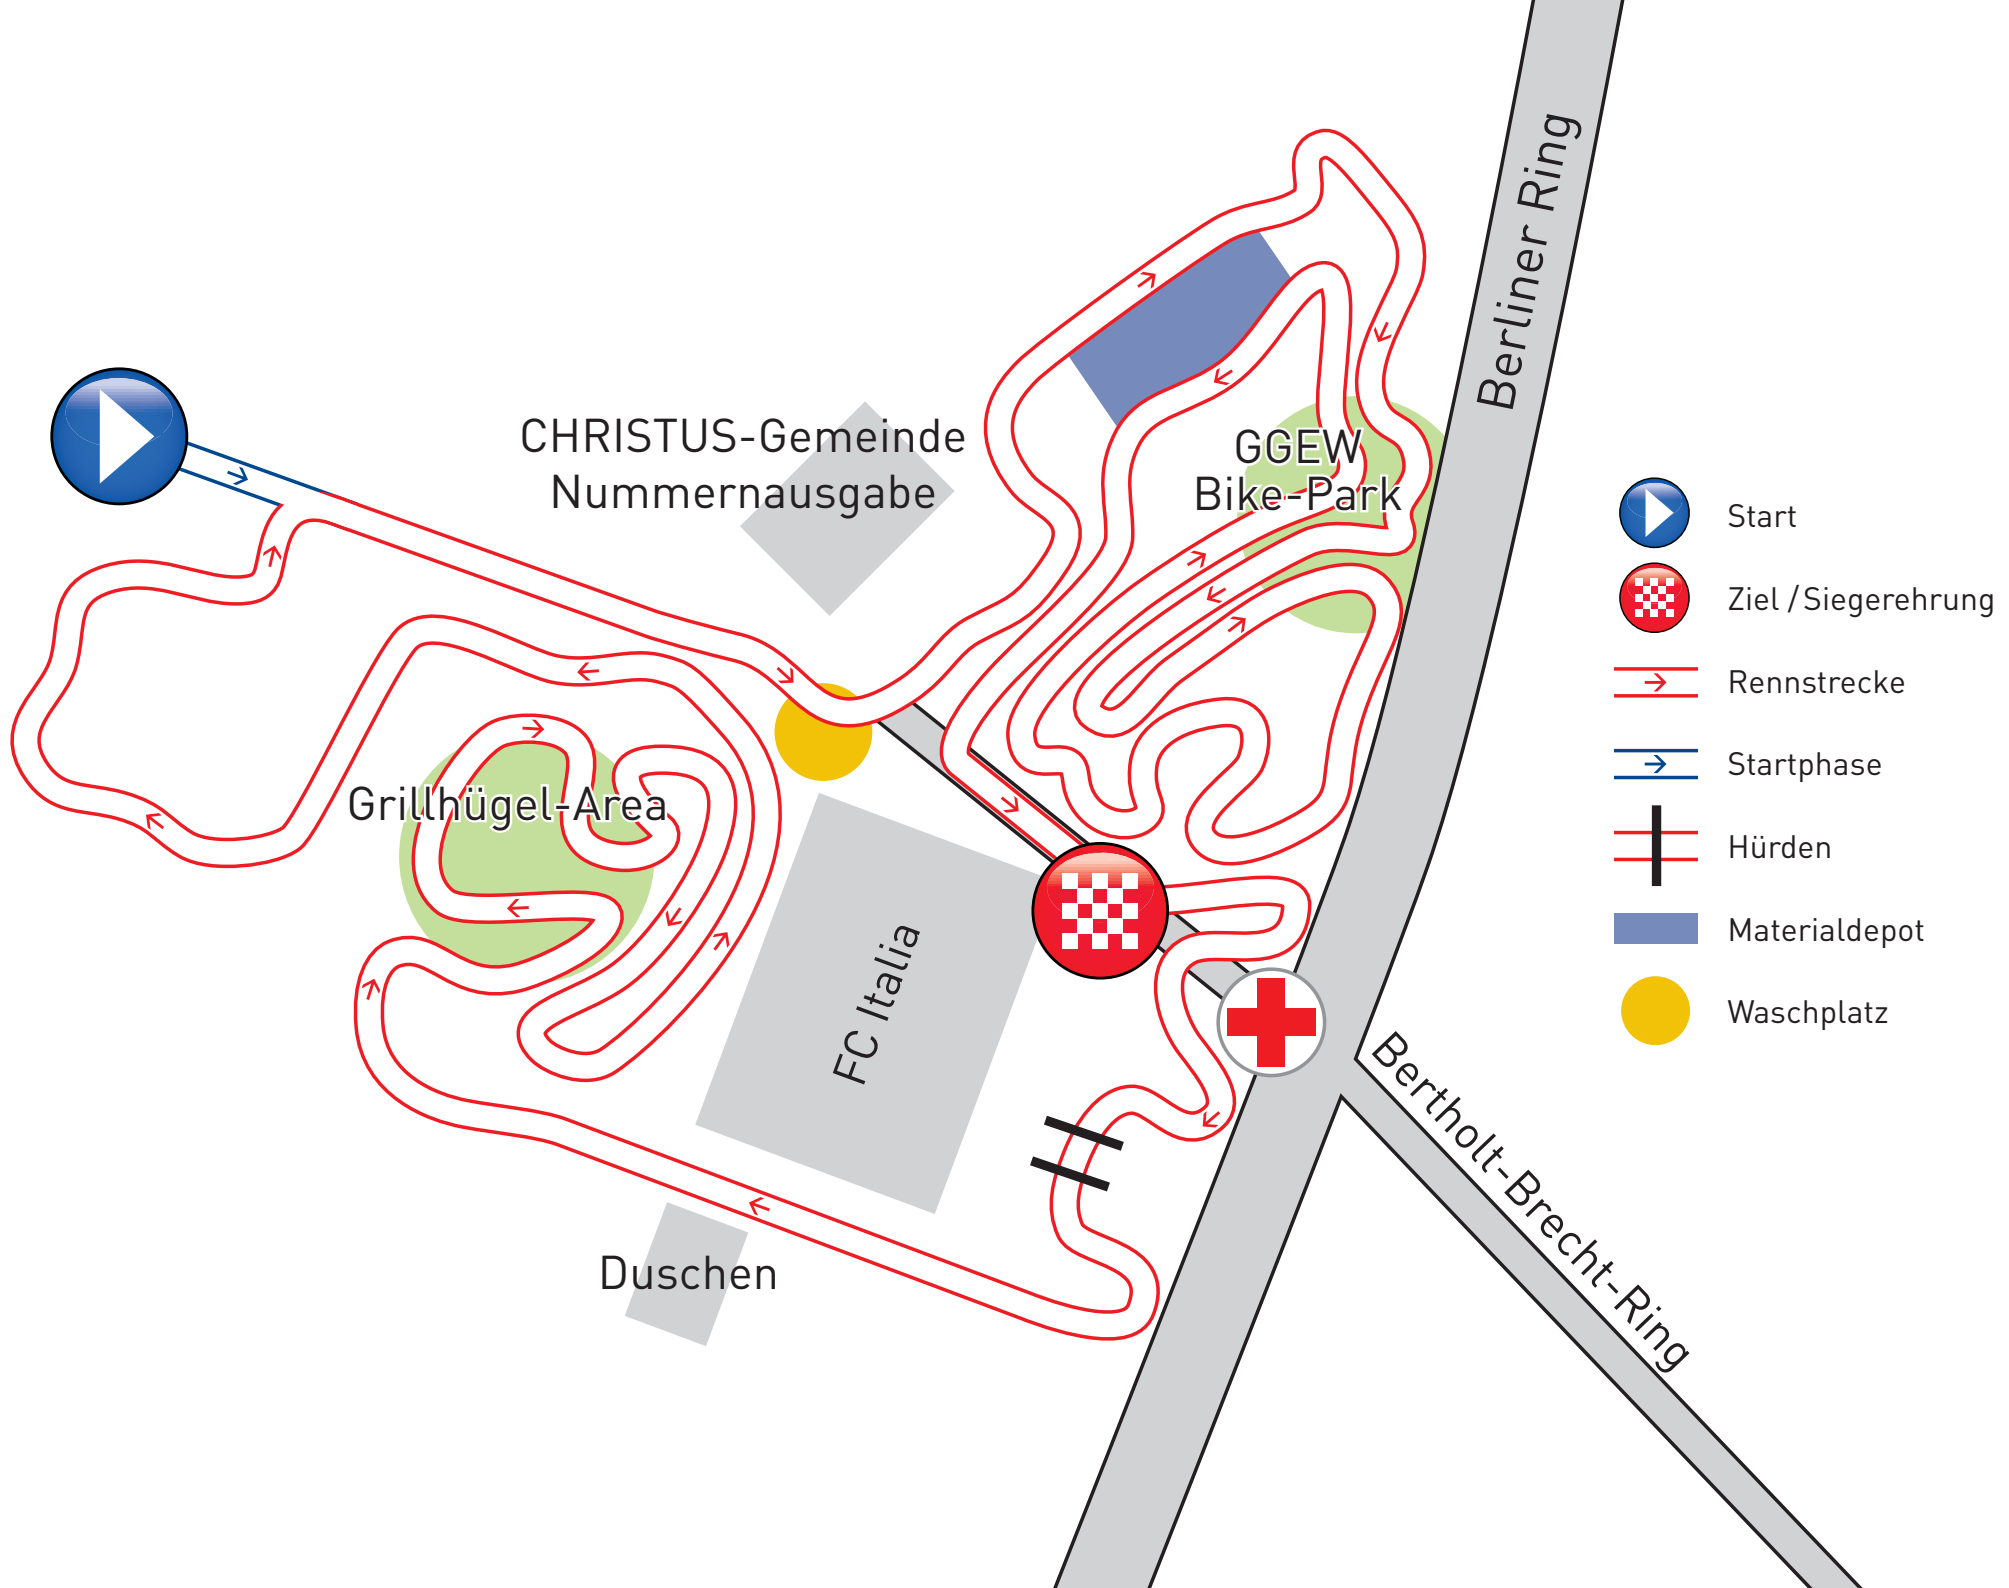 Berliner Ring
CHRISTUS-Gemeinde
Nummernausgabe
GGEW
Bike-Park
Grillhügel-Area
FC Italia
Duschen
Bertholt-Brecht-Ring
Start
Ziel / Siegerehrung
Rennstrecke
Startphase
Hürden
Materialdepot
Waschplatz